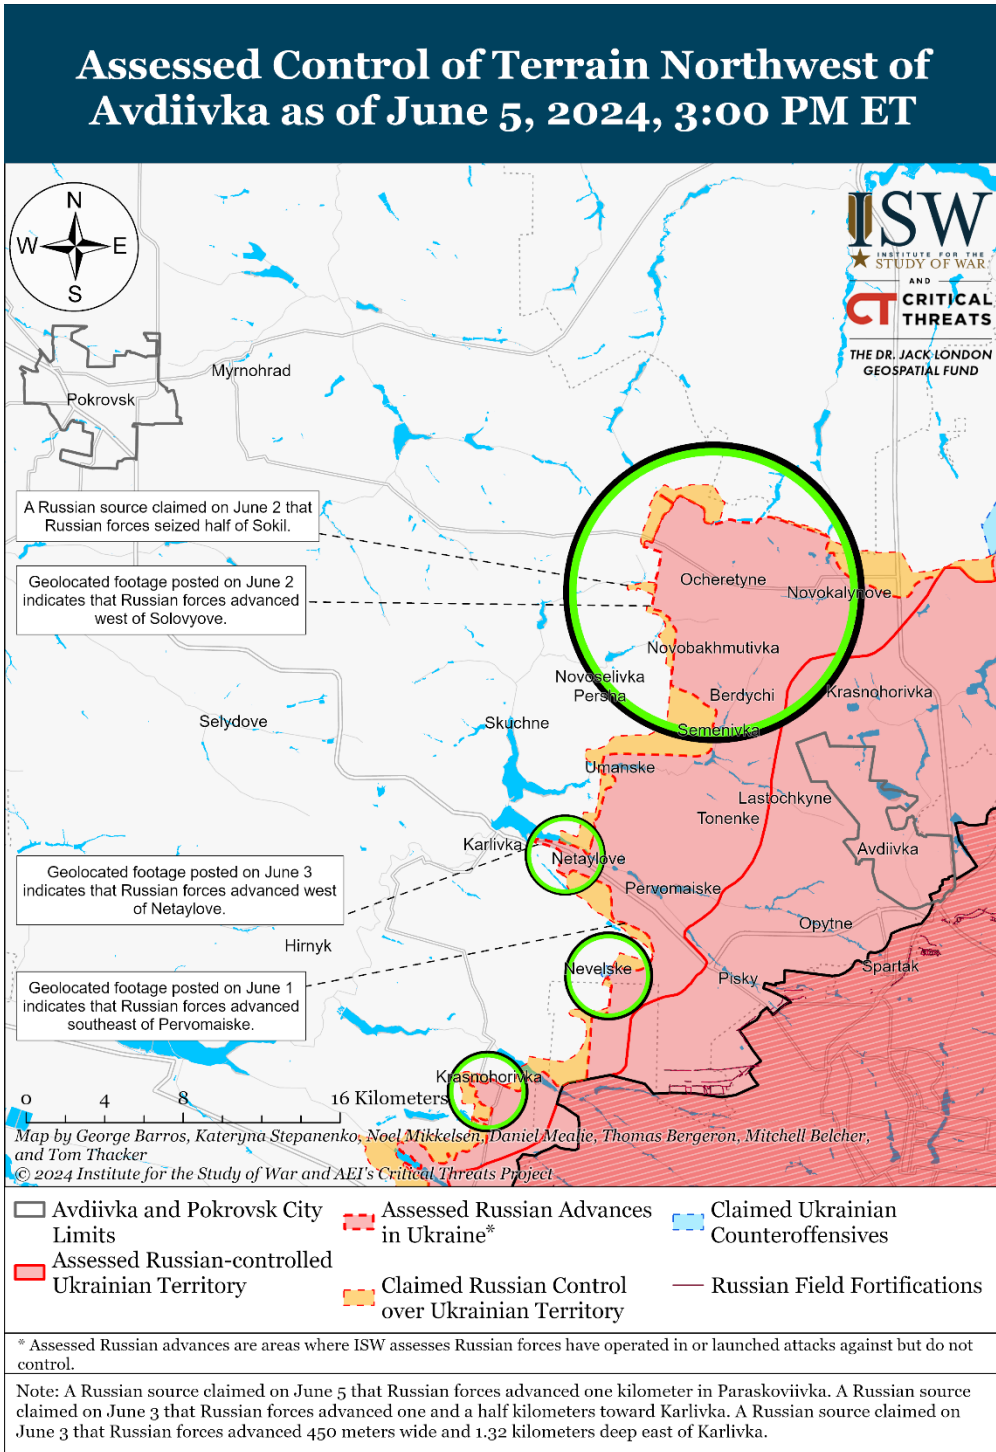 Assessed Control of Terrain Northwest of
Avdiivka as of June 5, 2024, 3:00 PM ET
N
W
E
S
ISW
INSTITUTE FOR THE
STUDY OF WAR
AND
CT CRITICAL
THREATS
THE DR. JACK LONDON
GEOSPATIAL FUND
Myrnohrad
Pokrovsk
A Russian source claimed on June 2 that
Russian forces seized half of Sokil.
Geolocated footage posted on June 2
indicates that Russian forces advanced
west of Solovyove.
Ocheretyne
Novokalynove
Novobakhmutivka
Novoselivka
Persha
Berdychi
Krasnohorivka
Selydove
Skuchne
Semenivka
Umanske
Lastochkyne
Tonenke
Karlivka
Netaylove
Avdiivka
Geolocated footage posted on June 3
indicates that Russian forces advanced west
of Netaylove.
Pervomaiske
Opytne
Hirnyk
Nevelske
Pisky
Spartak
Geolocated footage posted on June 1
indicates that Russian forces advanced
southeast of Pervomaiske.
Krasnohorivka
0 4 8 16 Kilometers
Map by George Barros, Kateryna Stepanenko, Noel Mikkelsen, Daniel Mealie, Thomas Bergeron, Mitchell Belcher,
and Tom Thacker
© 2024 Institute for the Study of War and AEI's Critical Threats Project
Avdiivka and Pokrovsk City
Limits
Assessed Russian-controlled
Ukrainian Territory
Assessed Russian Advances
in Ukraine*
Claimed Russian Control
over Ukrainian Territory
Claimed Ukrainian
Counteroffensives
Russian Field Fortifications
* Assessed Russian advances are areas where ISW assesses Russian forces have operated in or launched attacks against but do not
control.
Note: A Russian source claimed on June 5 that Russian forces advanced one kilometer in Paraskoviivka. A Russian source
claimed on June 3 that Russian forces advanced one and a half kilometers toward Karlivka. A Russian source claimed on
June 3 that Russian forces advanced 450 meters wide and 1.32 kilometers deep east of Karlivka.